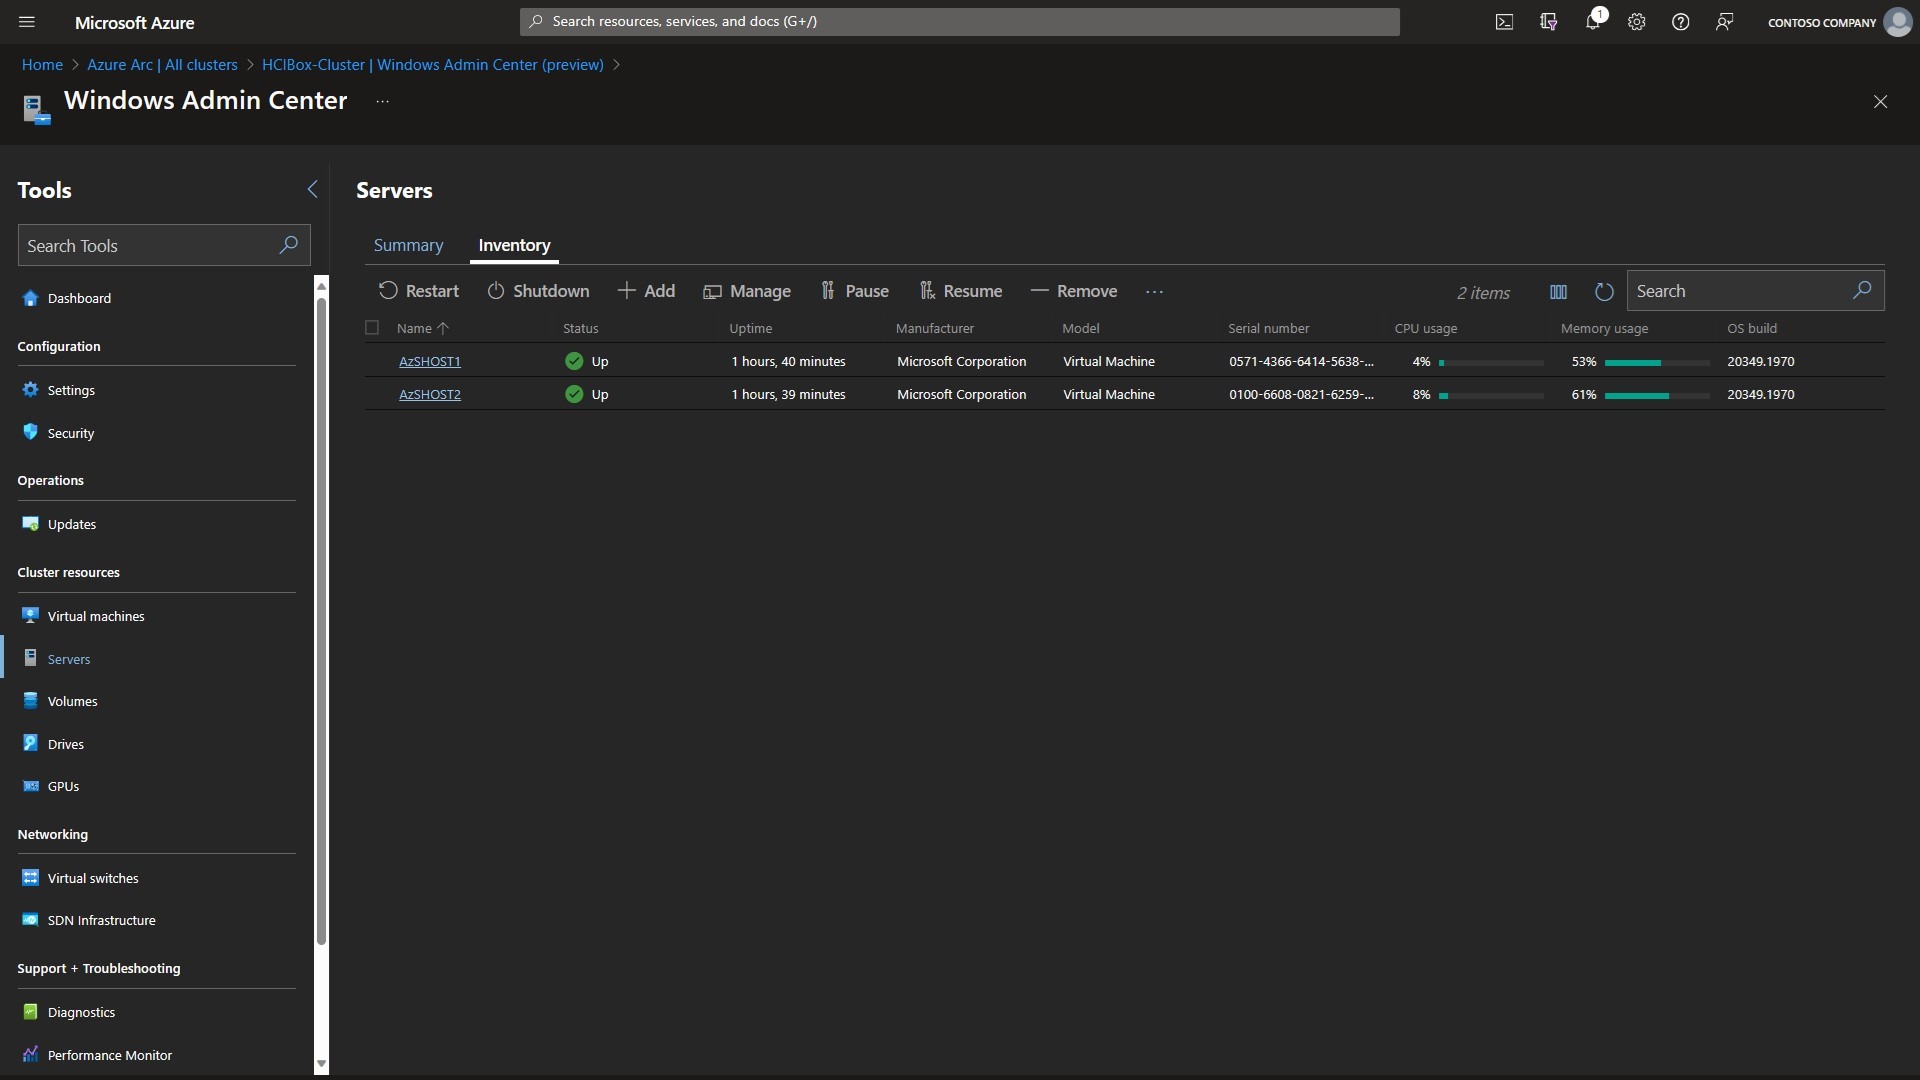 Microsoft Azure
Search resources, services, and docs (G+/)
1
CONTOSO COMPANY
Home > Azure Arc | All clusters > HCIBox-Cluster | Windows Admin Center (preview) >
Windows Admin Center ...
Tools
Search Tools
Dashboard
Configuration
Settings
Security
Operations
Updates
Cluster resources
Virtual machines
Servers
Volumes
Drives
GPUs
Networking
Virtual switches
SDN Infrastructure
Support + Troubleshooting
Diagnostics
Performance Monitor
Servers
Summary Inventory
Restart Shutdown Add Manage Pause Resume Remove ... 2 items Search
Name Status Uptime Manufacturer Model Serial number CPU usage Memory usage OS build
AzSHOST1 Up 1 hours, 40 minutes Microsoft Corporation Virtual Machine 0571-4366-6414-5638-... 4% 53% 20349.1970
AzSHOST2 Up 1 hours, 39 minutes Microsoft Corporation Virtual Machine 0100-6608-0821-6259-... 8% 61% 20349.1970